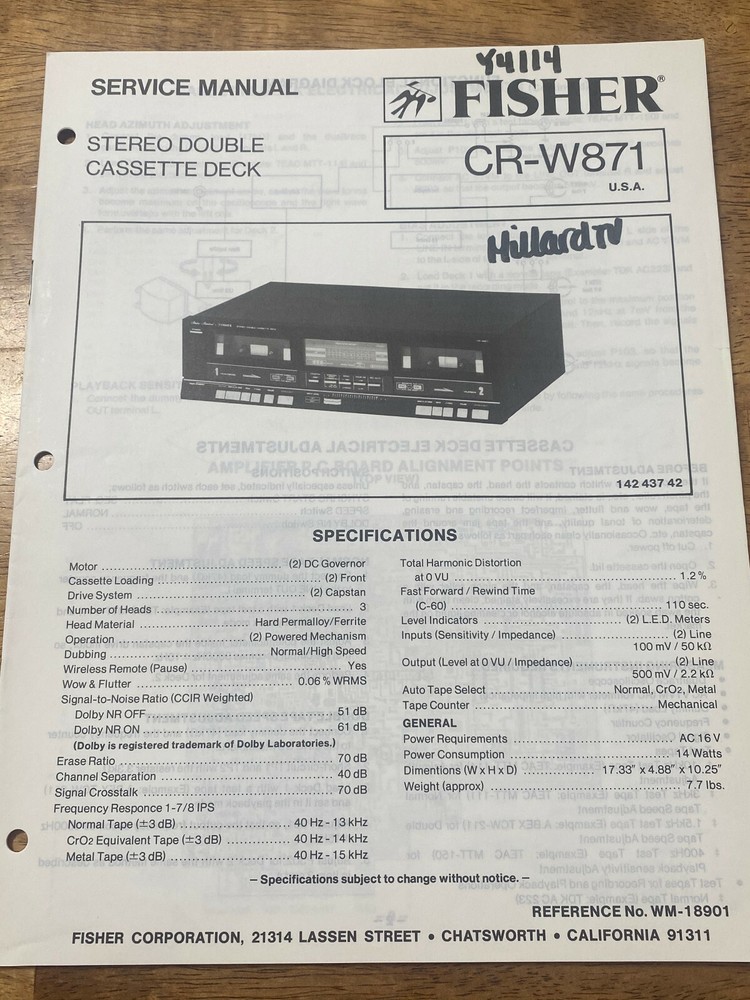 Y4114
SERVICE MANUAL
FISHER®
STEREO DOUBLE
CASSETTE DECK
CR-W871
U.S.A.
Hillard TV
1
2
142 437 42
SPECIFICATIONS
Motor (2) DC Governor
Cassette Loading (2) Front
Drive System (2) Capstan
Number of Heads 3
Head Material Hard Permalloy/Ferrite
Operation (2) Powered Mechanism
Dubbing Normal/High Speed
Wireless Remote (Pause) Yes
Wow & Flutter 0.06 % WRMS
Signal-to-Noise Ratio (CCIR Weighted)
Dolby NR OFF 51 dB
Dolby NR ON 61 dB
(Dolby is registered trademark of Dolby Laboratories.)
Erase Ratio 70 dB
Channel Separation 40 dB
Signal Crosstalk 70 dB
Frequency Responce 1-7/8 IPS
Normal Tape (±3 dB) 40 Hz - 13 kHz
CrO2 Equivalent Tape (±3 dB) 40 Hz - 14 kHz
Metal Tape (±3 dB) 40 Hz - 15 kHz
Total Harmonic Distortion
at 0 VU 1.2 %
Fast Forward / Rewind Time
(C-60) 110 sec.
Level Indicators (2) L.E.D. Meters
Inputs (Sensitivity / Impedance) (2) Line
100 mV / 50 kΩ
Output (Level at 0 VU / Impedance) (2) Line
500 mV / 2.2 kΩ
Auto Tape Select Normal, CrO2, Metal
Tape Counter Mechanical
GENERAL
Power Requirements AC 16 V
Power Consumption 14 Watts
Dimentions (W x H x D) 17.33" x 4.88" x 10.25"
Weight (approx) 7.7 lbs.
– Specifications subject to change without notice. –
REFERENCE No. WM-18901
FISHER CORPORATION, 21314 LASSEN STREET • CHATSWORTH • CALIFORNIA 91311